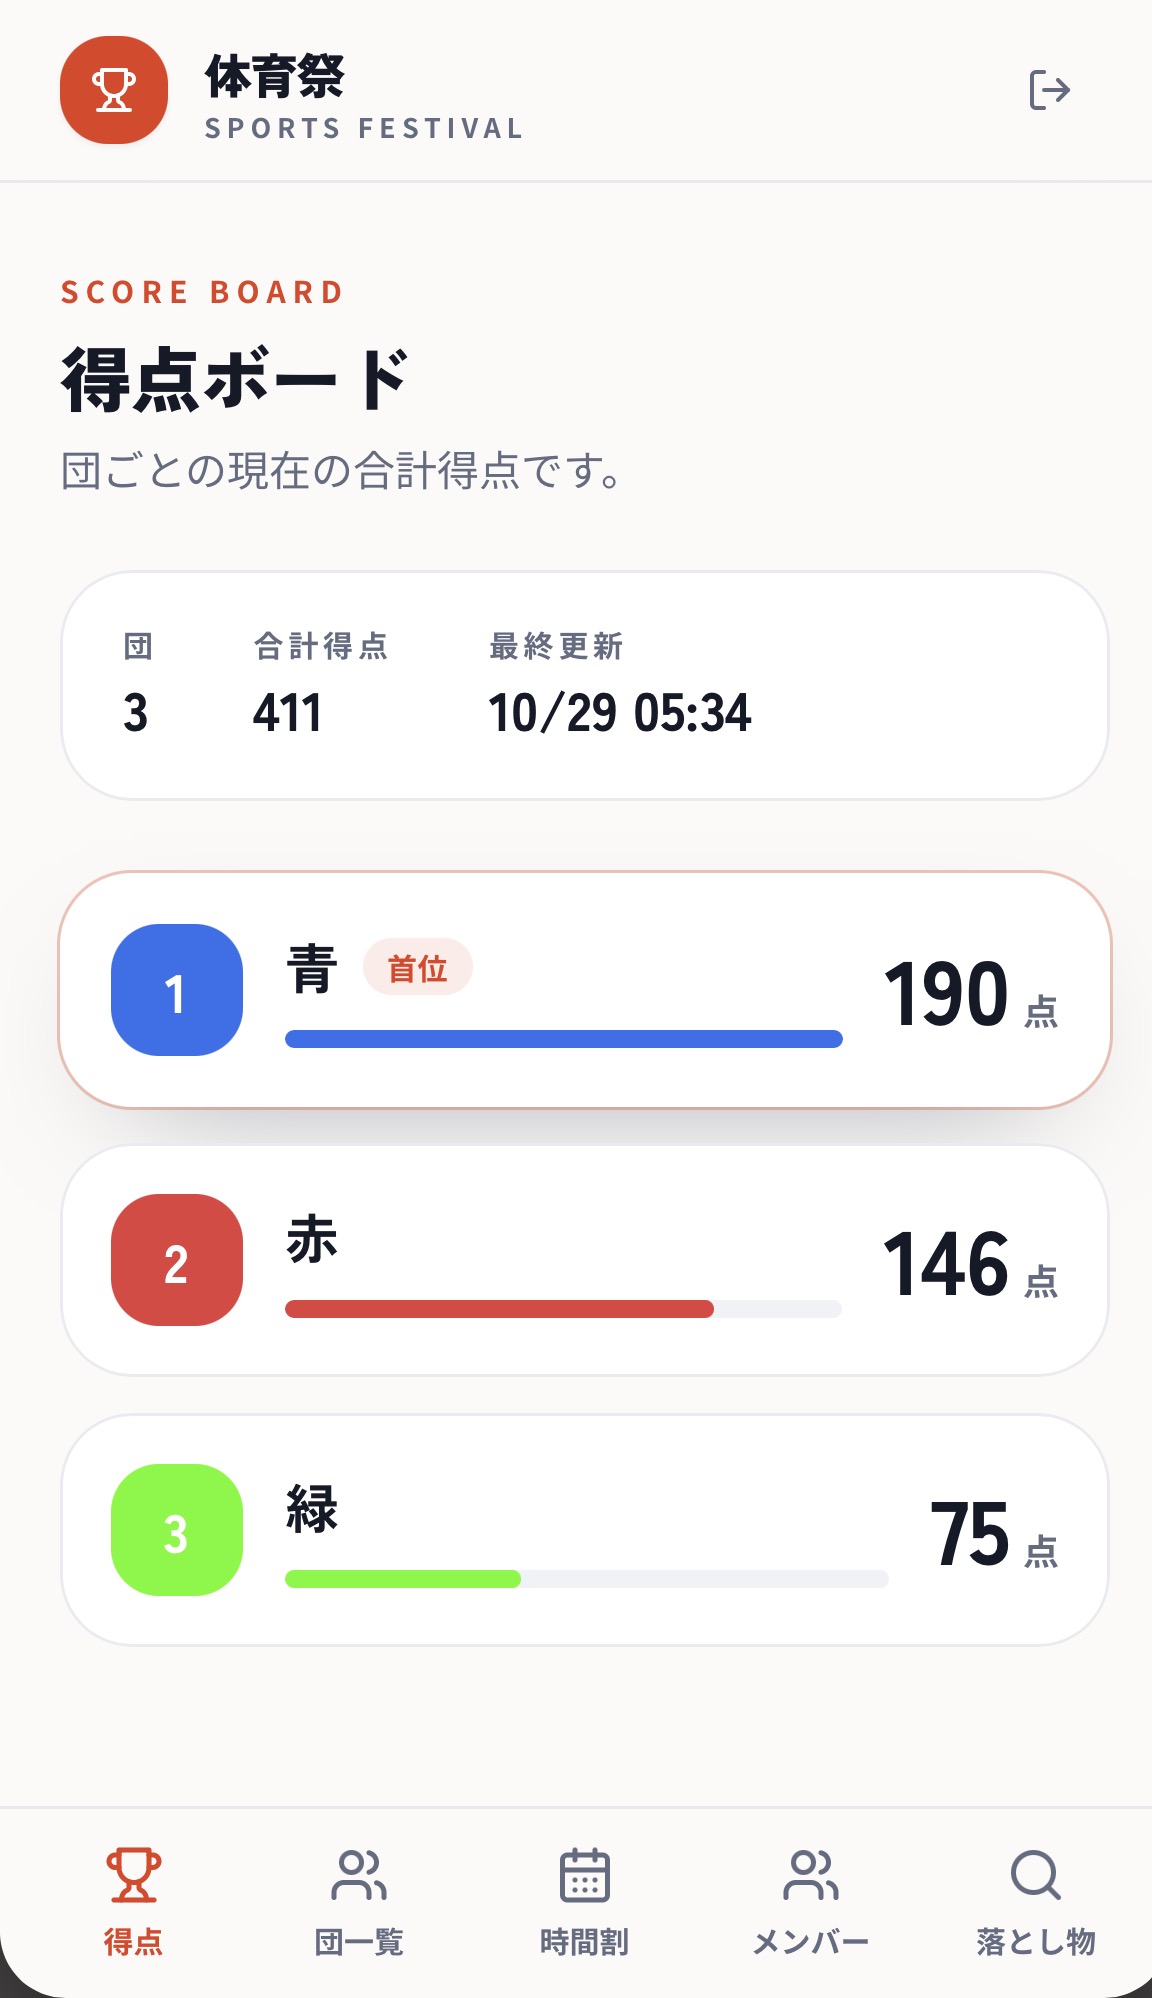 体育祭
SPORTS FESTIVAL
SCORE BOARD
得点ボード
団ごとの現在の合計得点です。
団 合計得点 最終更新
3 411 10/29 05:34
1 青 首位 190 点
2 赤 146 点
3 緑 75 点
得点 団一覧 時間割 メンバー 落とし物